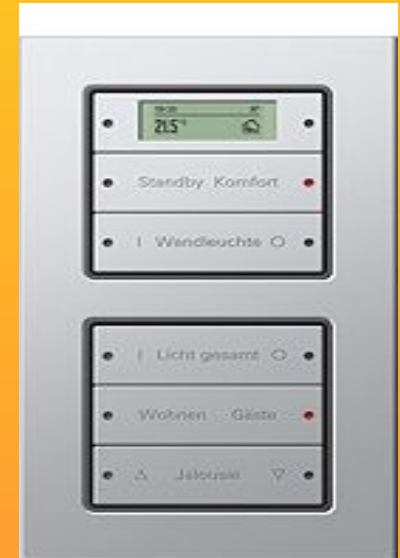 21.5°
Standby Komfort
I Wandleuchte O
I Licht gesamt O
Wohnen Gäste
△ Jalousie ▽